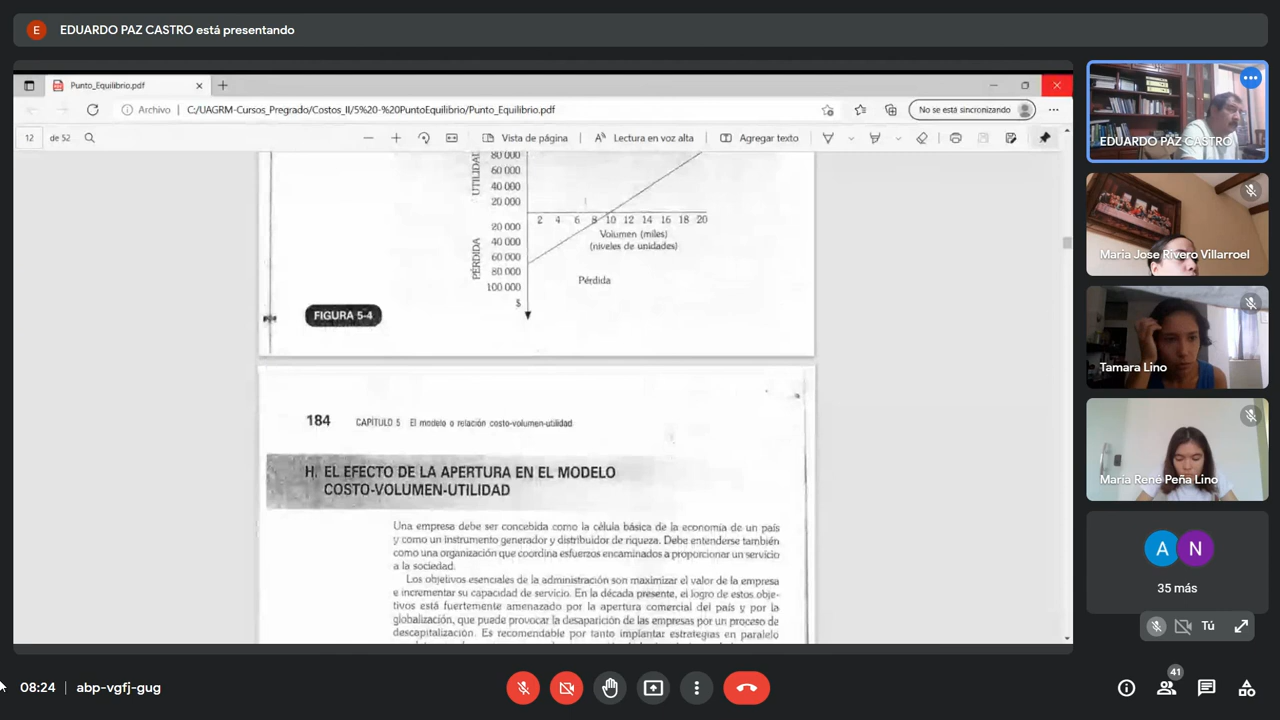 E EDUARDO PAZ CASTRO está presentando
Punto_Equilibrio.pdf
Archivo C:/UAGRM-Cursos_Pregrado/Costos_II/5%20-%20PuntoEquilibrio/Punto_Equilibrio.pdf
No se está sincronizando
12 de 52
Vista de página
Lectura en voz alta
Agregar texto
UTILIDAD
80 000
60 000
40 000
20 000
2 4 6 8 10 12 14 16 18 20
Volumen (miles)
(niveles de unidades)
PÉRDIDA
20 000
40 000
60 000
80 000
100 000
$
Pérdida
FIGURA 5-4
184 CAPÍTULO 5 El modelo o relación costo-volumen-utilidad
H. EL EFECTO DE LA APERTURA EN EL MODELO
COSTO-VOLUMEN-UTILIDAD
Una empresa debe ser concebida como la célula básica de la economía de un país
y como un instrumento generador y distribuidor de riqueza. Debe entenderse también
como una organización que coordina esfuerzos encaminados a proporcionar un servicio
a la sociedad.
Los objetivos esenciales de la administración son maximizar el valor de la empresa
e incrementar su capacidad de servicio. En la década presente, el logro de estos obje-
tivos está fuertemente amenazado por la apertura comercial del país y por la
globalización, que puede provocar la desaparición de las empresas por un proceso de
descapitalización. Es recomendable por tanto implantar estrategias en paralelo
EDUARDO PAZ CASTRO
Maria Jose Rivero Villarroel
Tamara Lino
Maria René Peña Lino
A N
35 más
Tú
08:24 abp-vgfj-gug
41